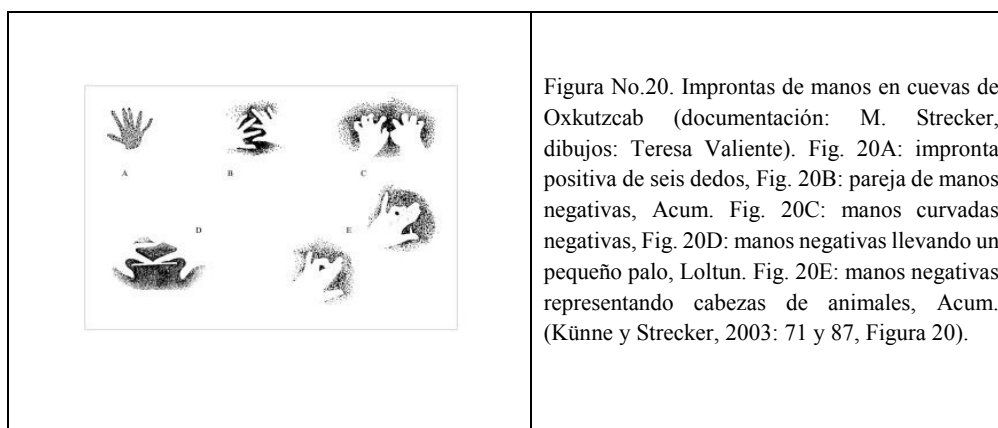 A
B
C
D
E
Figura No.20. Improntas de manos en cuevas de
Oxkutzcab (documentación: M. Strecker,
dibujos: Teresa Valiente). Fig. 20A: impronta
positiva de seis dedos, Fig. 20B: pareja de manos
negativas, Acum. Fig. 20C: manos curvadas
negativas, Fig. 20D: manos negativas llevando un
pequeño palo, Loltun. Fig. 20E: manos negativas
representando cabezas de animales, Acum.
(Künne y Strecker, 2003: 71 y 87, Figura 20).